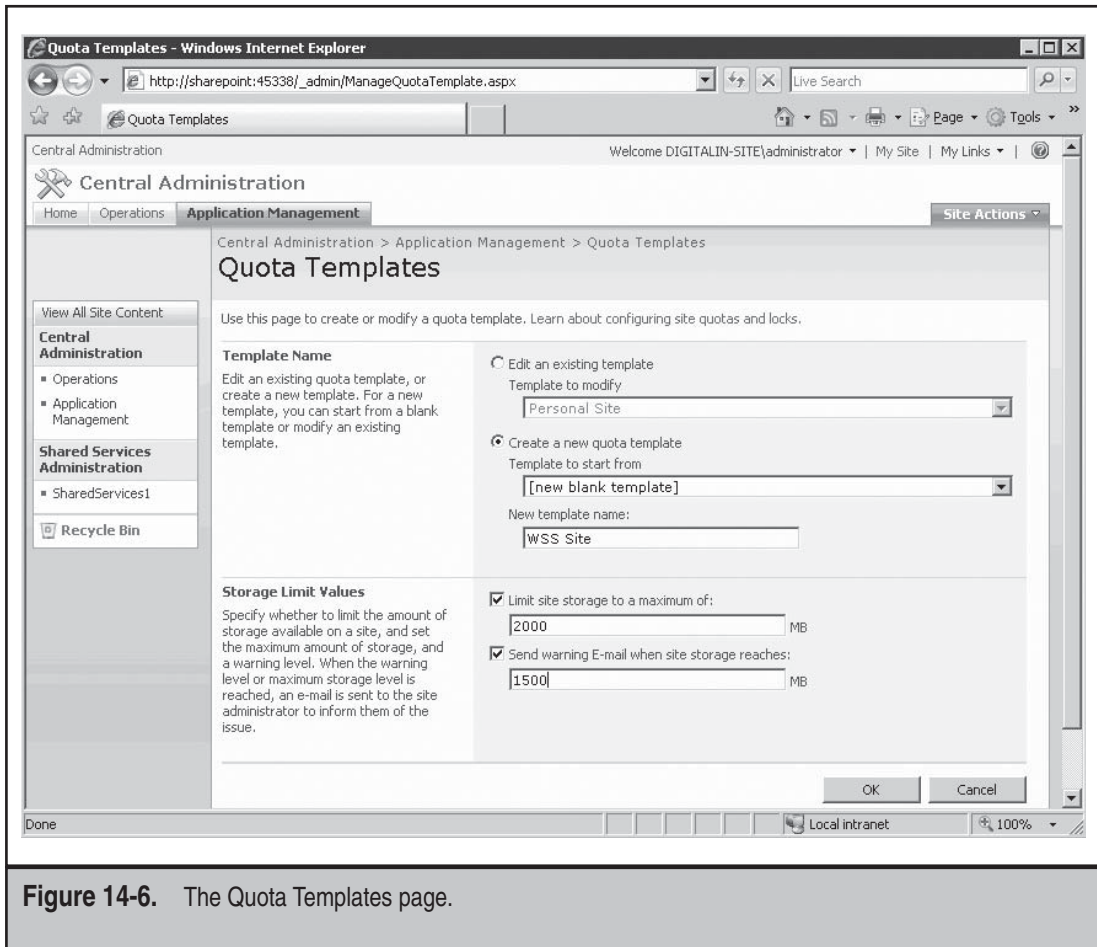 Quota Templates - Windows Internet Explorer
http://sharepoint:45338/_admin/ManageQuotaTemplate.aspx
Live Search
Quota Templates
Page
Tools
Central Administration
Welcome DIGITALIN-SITE\administrator | My Site | My Links |
Central Administration
Home
Operations
Application Management
Site Actions
Central Administration > Application Management > Quota Templates
Quota Templates
View All Site Content
Central
Administration
Operations
Application
Management
Shared Services
Administration
SharedServices1
Recycle Bin
Use this page to create or modify a quota template. Learn about configuring site quotas and locks.
Template Name
Edit an existing quota template, or
create a new template. For a new
template, you can start from a blank
template or modify an existing
template.
Edit an existing template
Template to modify
Personal Site
Create a new quota template
Template to start from
[new blank template]
New template name:
WSS Site
Storage Limit Values
Specify whether to limit the amount of
storage available on a site, and set
the maximum amount of storage, and
a warning level. When the warning
level or maximum storage level is
reached, an e-mail is sent to the site
administrator to inform them of the
issue.
Limit site storage to a maximum of:
2000 MB
Send warning E-mail when site storage reaches:
1500 MB
OK
Cancel
Done
Local intranet
100%
Figure 14-6. The Quota Templates page.